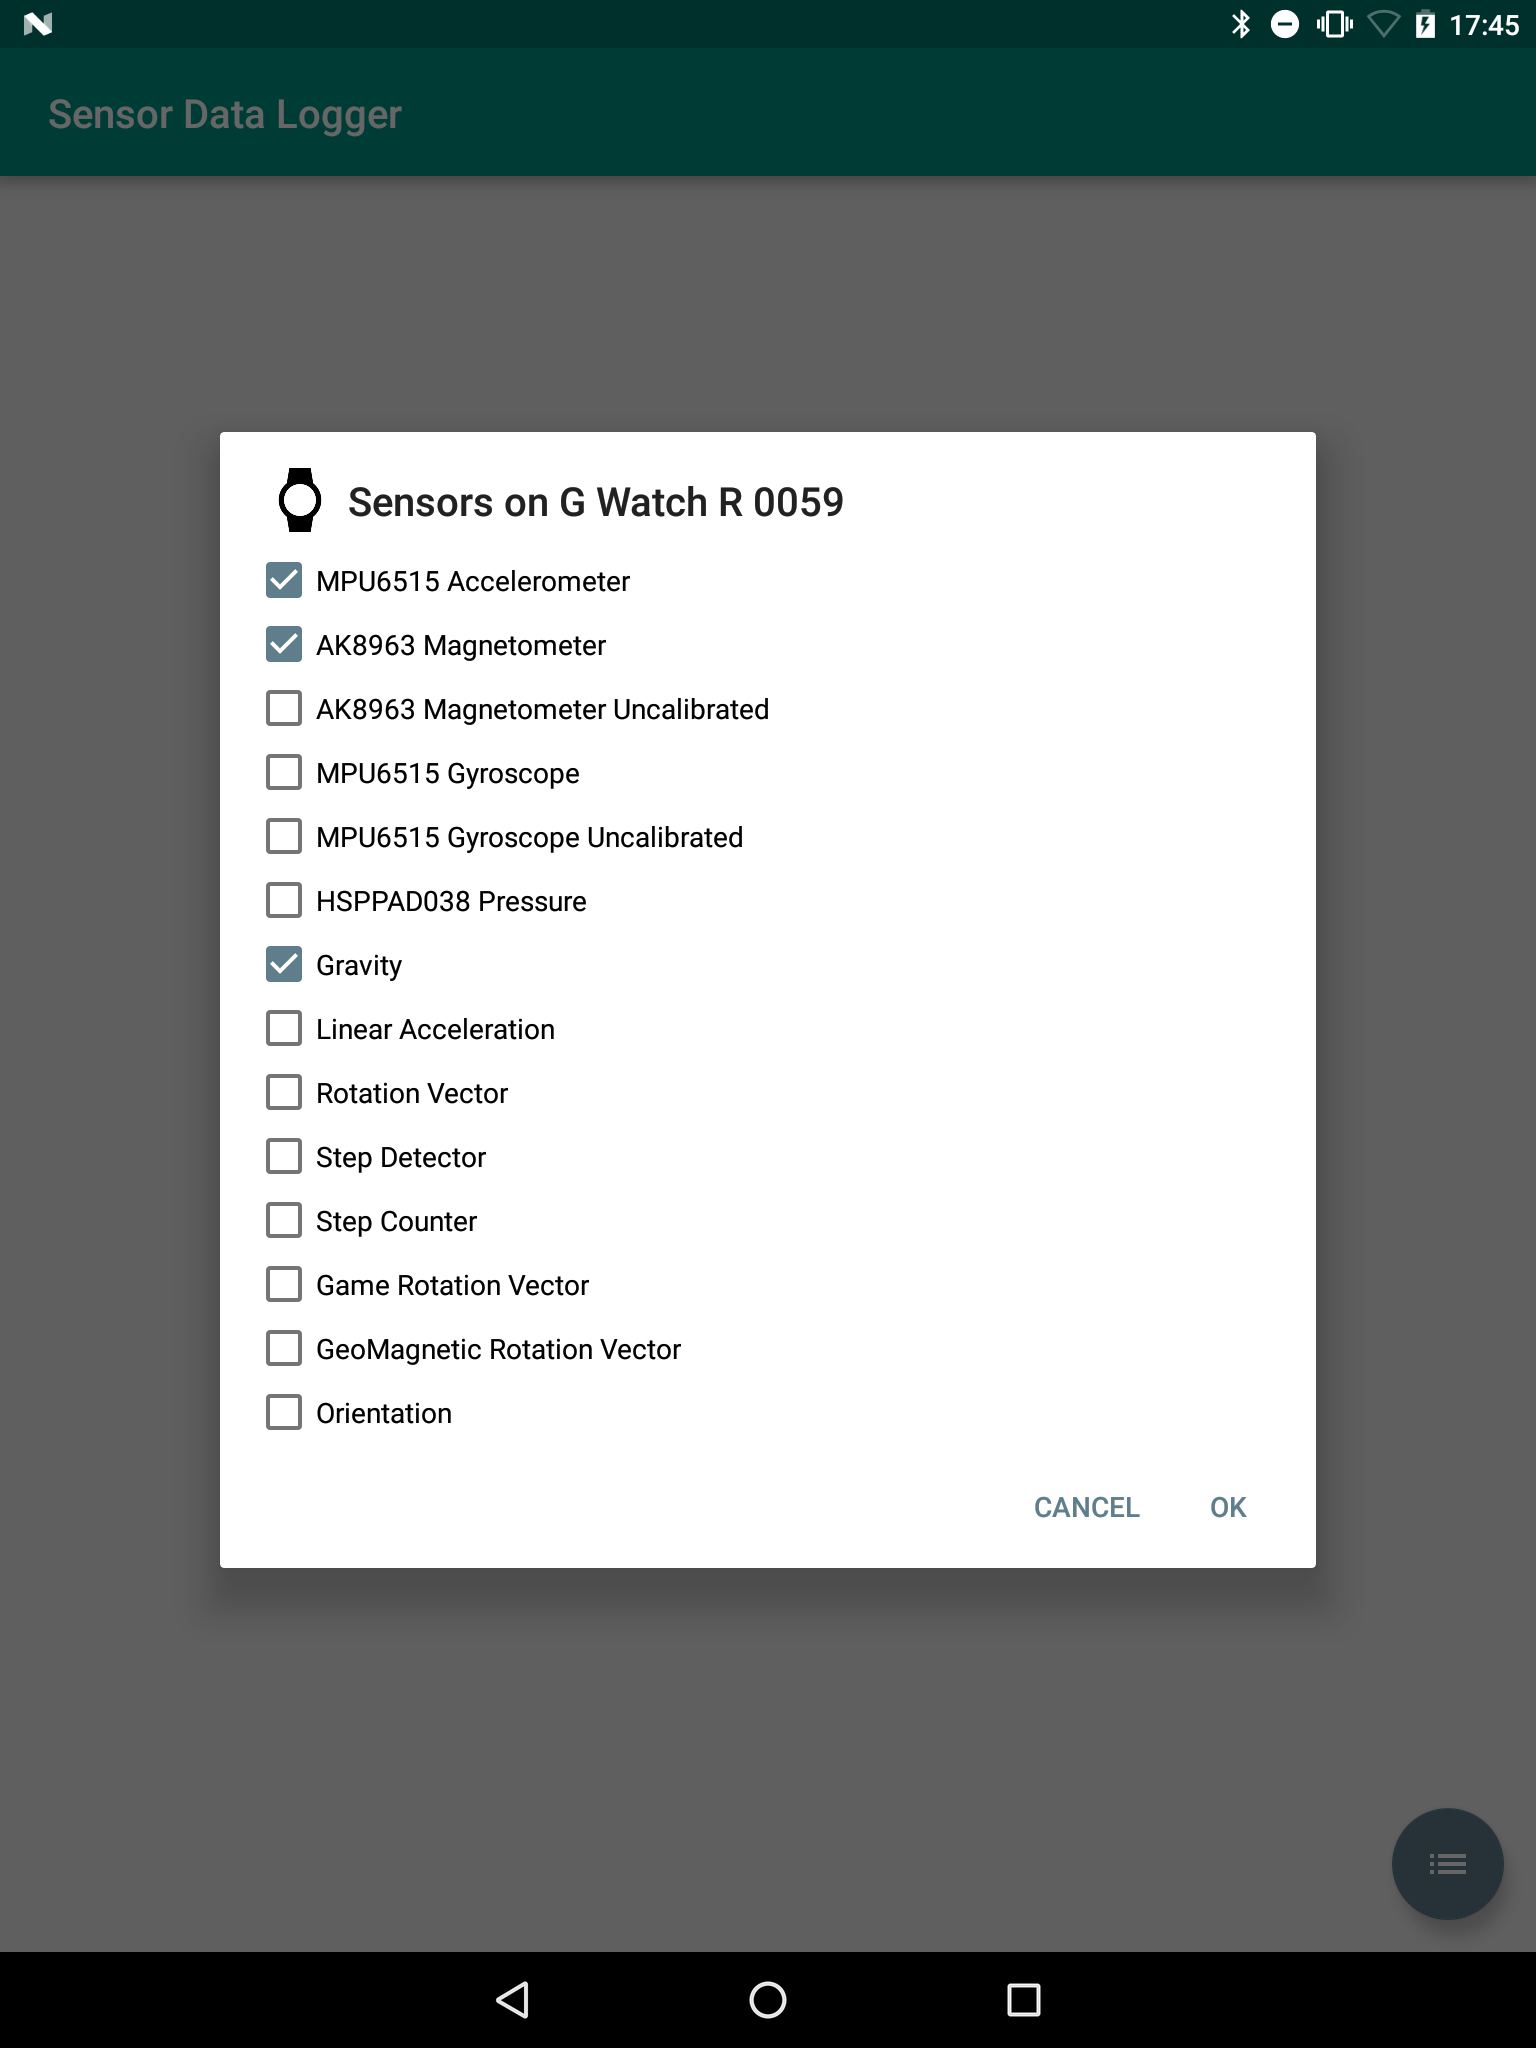 17:45
Sensor Data Logger
Sensors on G Watch R 0059
MPU6515 Accelerometer
AK8963 Magnetometer
AK8963 Magnetometer Uncalibrated
MPU6515 Gyroscope
MPU6515 Gyroscope Uncalibrated
HSPPAD038 Pressure
Gravity
Linear Acceleration
Rotation Vector
Step Detector
Step Counter
Game Rotation Vector
GeoMagnetic Rotation Vector
Orientation
CANCEL OK